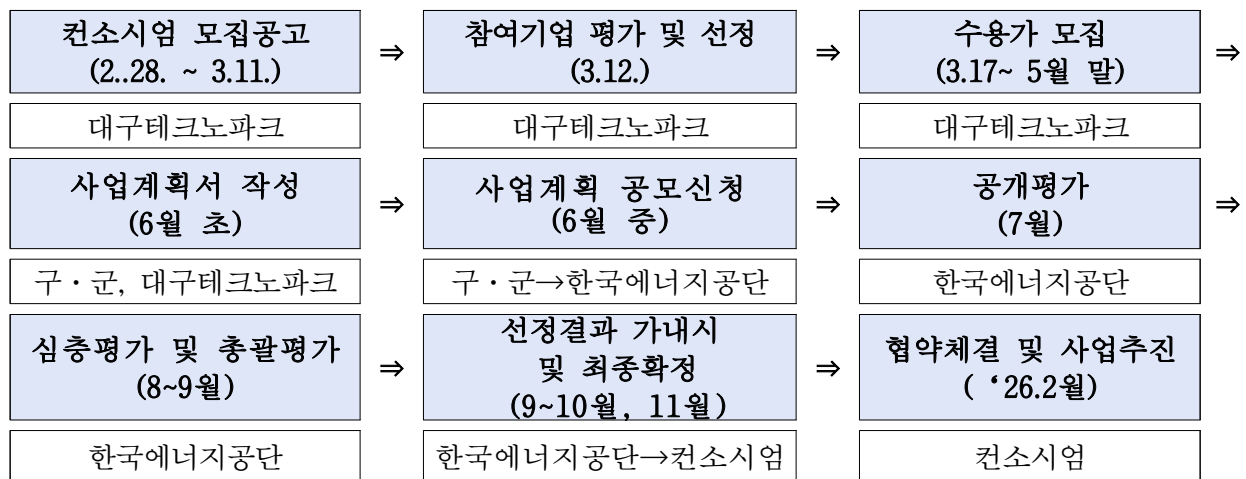 컨소시엄 모집공고 ⇒ 참여기업 평가 및 선정 ⇒ 수용가 모집 ⇒
(2..28. ~ 3.11.) (3.12.) (3.17~ 5월 말)
대구테크노파크 대구테크노파크 대구테크노파크
사업계획서 작성 ⇒ 사업계획 공모신청 ⇒ 공개평가 ⇒
(6월 초) (6월 중) (7월)
구・군, 대구테크노파크 구・군→한국에너지공단 한국에너지공단
심층평가 및 총괄평가 ⇒ 선정결과 가내시 ⇒ 협약체결 및 사업추진
(8~9월) 및 최종확정 ( ‘26.2월)
(9~10월, 11월)
한국에너지공단 한국에너지공단→컨소시엄 컨소시엄